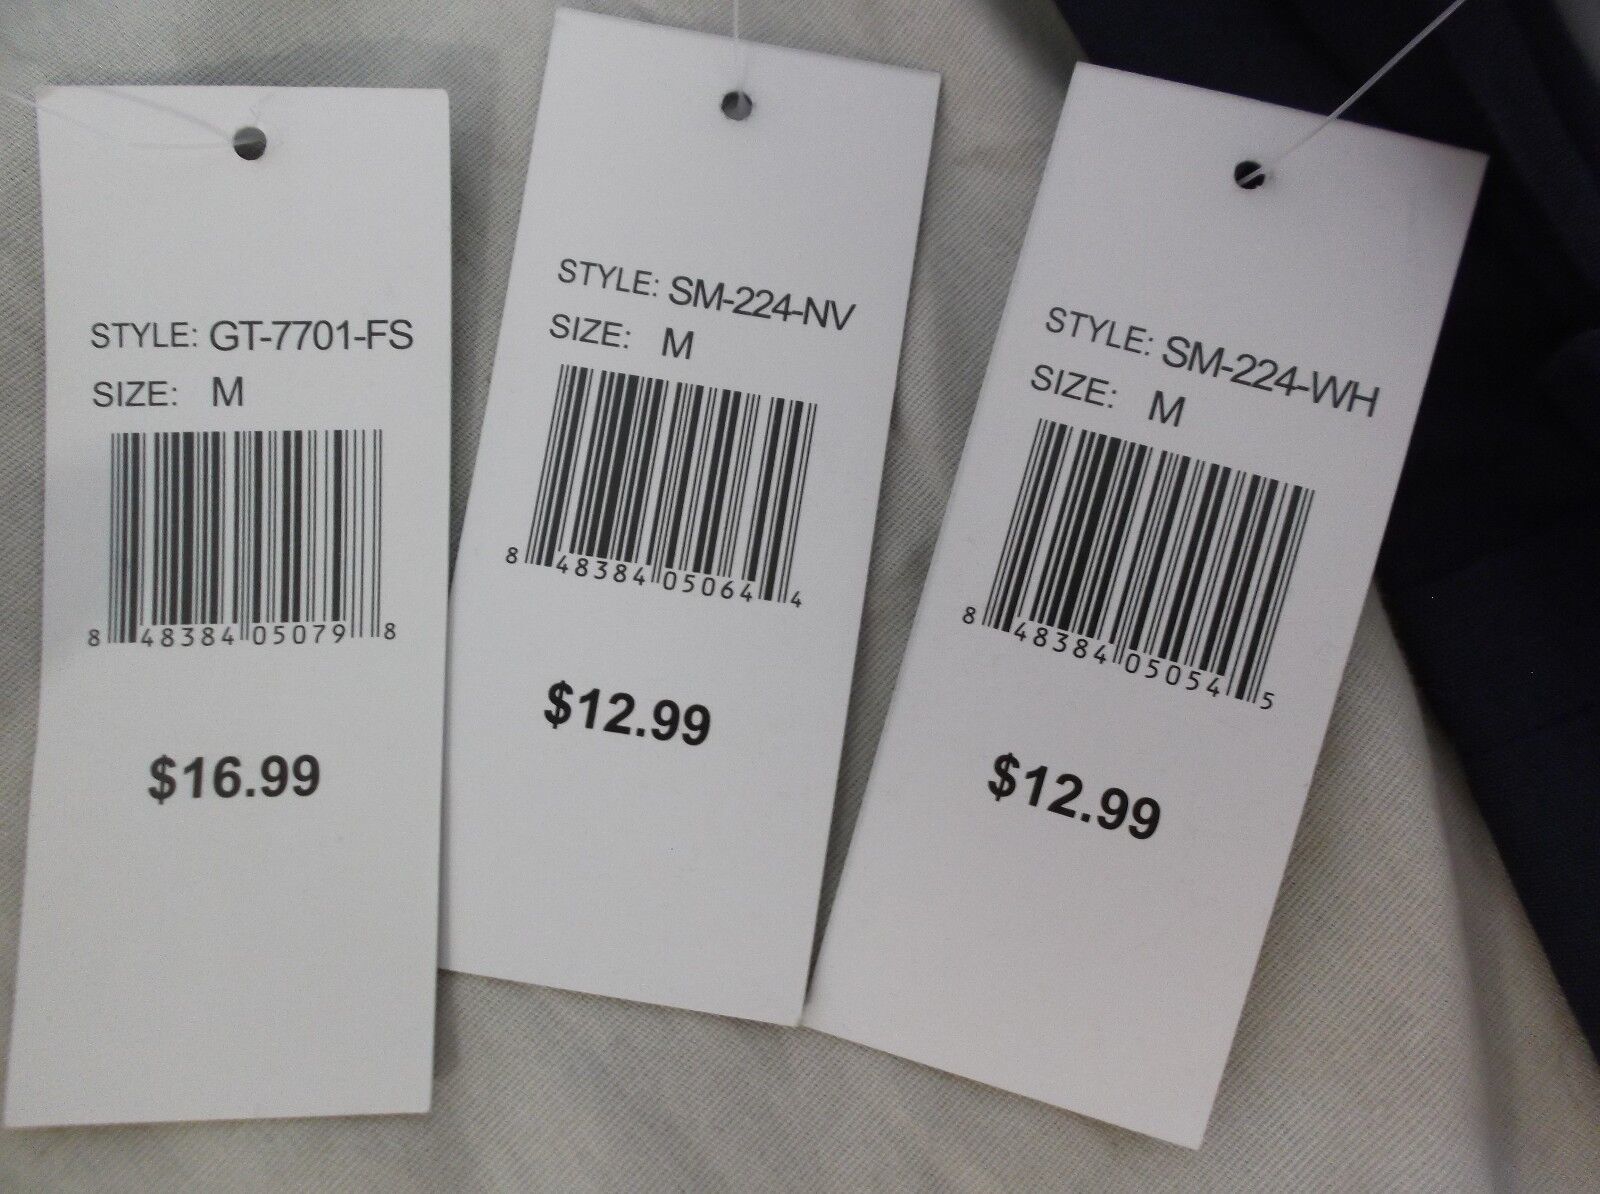 STYLE: GT-7701-FS
SIZE: M
8 48384 05079 8
$16.99
STYLE: SM-224-NV
SIZE: M
8 48384 05064 4
$12.99
STYLE: SM-224-WH
SIZE: M
8 48384 05054 5
$12.99